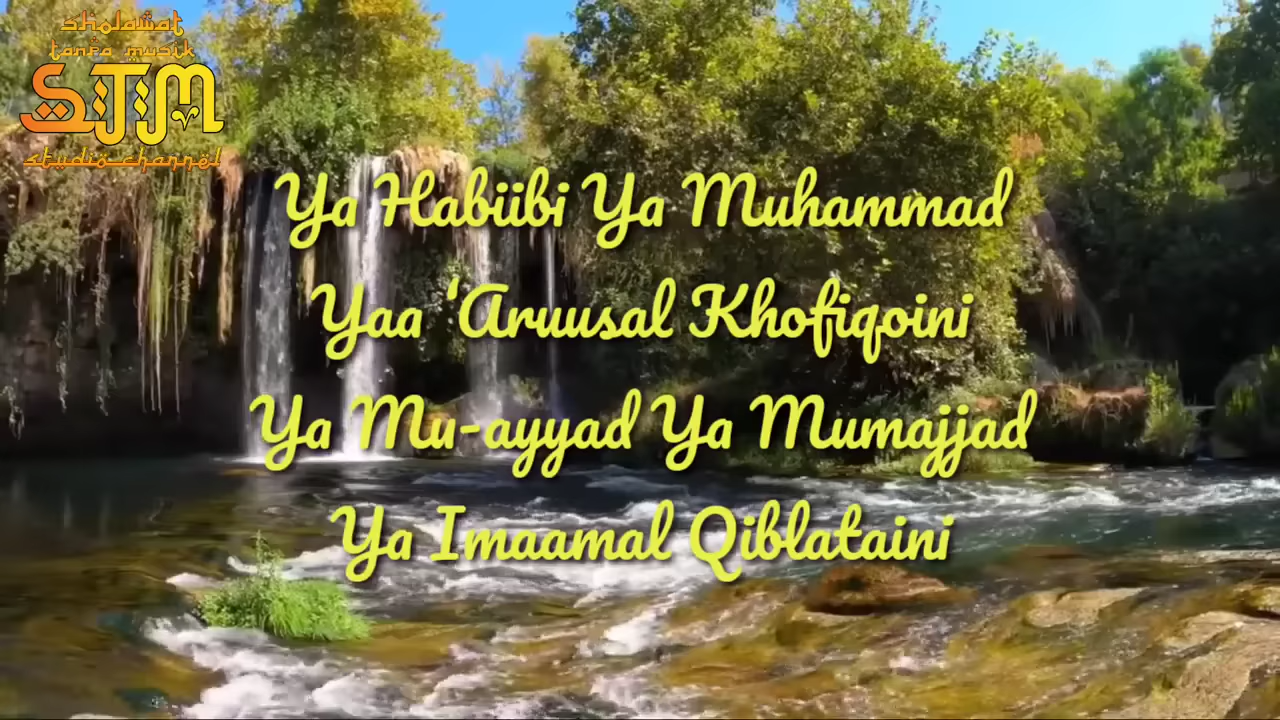 sholawat
tanpa musik
STM
studio channel
Ya Habiibi Ya Muhammad
Yaa 'Aruusal Khofiqoini
Ya Mu-ayyad Ya Mumajjad
Ya Imaamal Qiblataini